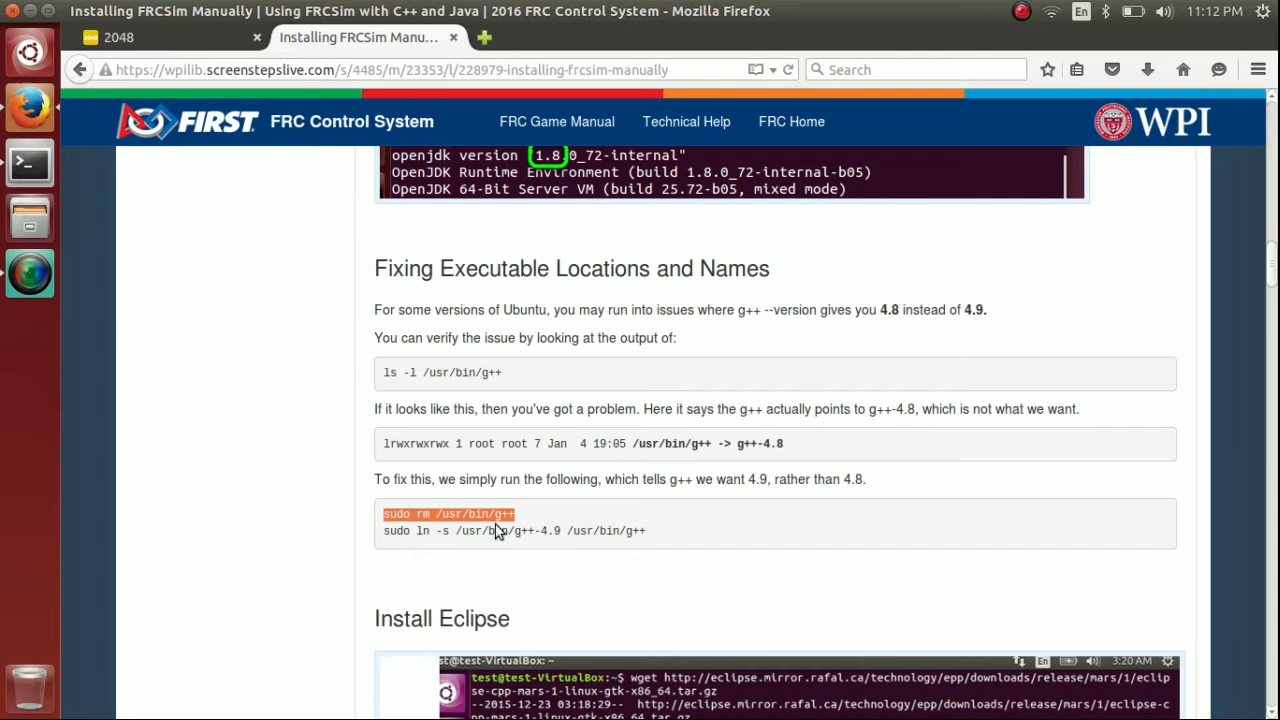 Installing FRCSim Manually | Using FRCSim with C++ and Java | 2016 FRC Control System - Mozilla Firefox
En
11:12 PM
2048
Installing FRCSim Manu...
https://wpilib.screenstepslive.com/s/4485/m/23353/l/228979-installing-frcsim-manually
Search
FIRST
FRC Control System
FRC Game Manual
Technical Help
FRC Home
WPI
openjdk version "1.8.0_72-internal"
OpenJDK Runtime Environment (build 1.8.0_72-internal-b05)
OpenJDK 64-Bit Server VM (build 25.72-b05, mixed mode)
Fixing Executable Locations and Names
For some versions of Ubuntu, you may run into issues where g++ --version gives you 4.8 instead of 4.9.
You can verify the issue by looking at the output of:
ls -l /usr/bin/g++
If it looks like this, then you've got a problem. Here it says the g++ actually points to g++-4.8, which is not what we want.
lrwxrwxrwx 1 root root 7 Jan  4 19:05 /usr/bin/g++ -> g++-4.8
To fix this, we simply run the following, which tells g++ we want 4.9, rather than 4.8.
sudo rm /usr/bin/g++
sudo ln -s /usr/bin/g++-4.9 /usr/bin/g++
Install Eclipse
st@test-VirtualBox: ~
En
3:20 AM
test@test-VirtualBox:~$ wget http://eclipse.mirror.rafal.ca/technology/epp/downloads/release/mars/1/eclip
se-cpp-mars-1-linux-gtk-x86_64.tar.gz
--2015-12-23 03:18:29-- http://eclipse.mirror.rafal.ca/technology/epp/downloads/release/mars/1/eclipse-c
pp-mars-1-linux-gtk-x86_64.tar.gz